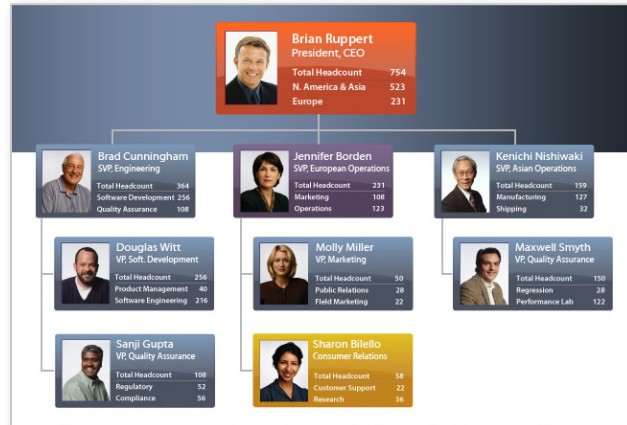 Brian Ruppert
President, CEO
Total Headcount 754
N. America & Asia 523
Europe 231
Brad Cunningham
SVP, Engineering
Total Headcount 364
Software Development 256
Quality Assurance 108
Jennifer Borden
SVP, European Operations
Total Headcount 231
Marketing 108
Operations 123
Kenichi Nishiwaki
SVP, Asian Operations
Total Headcount 159
Manufacturing 127
Shipping 32
Douglas Witt
VP, Soft. Development
Total Headcount 256
Product Management 40
Software Engineering 216
Molly Miller
VP, Marketing
Total Headcount 50
Public Relations 28
Field Marketing 22
Maxwell Smyth
VP, Quality Assurance
Total Headcount 150
Regression 28
Performance Lab 122
Sanji Gupta
VP, Quality Assurance
Total Headcount 108
Regulatory 52
Compliance 56
Sharon Bilello
Consumer Relations
Total Headcount 58
Customer Support 22
Research 36